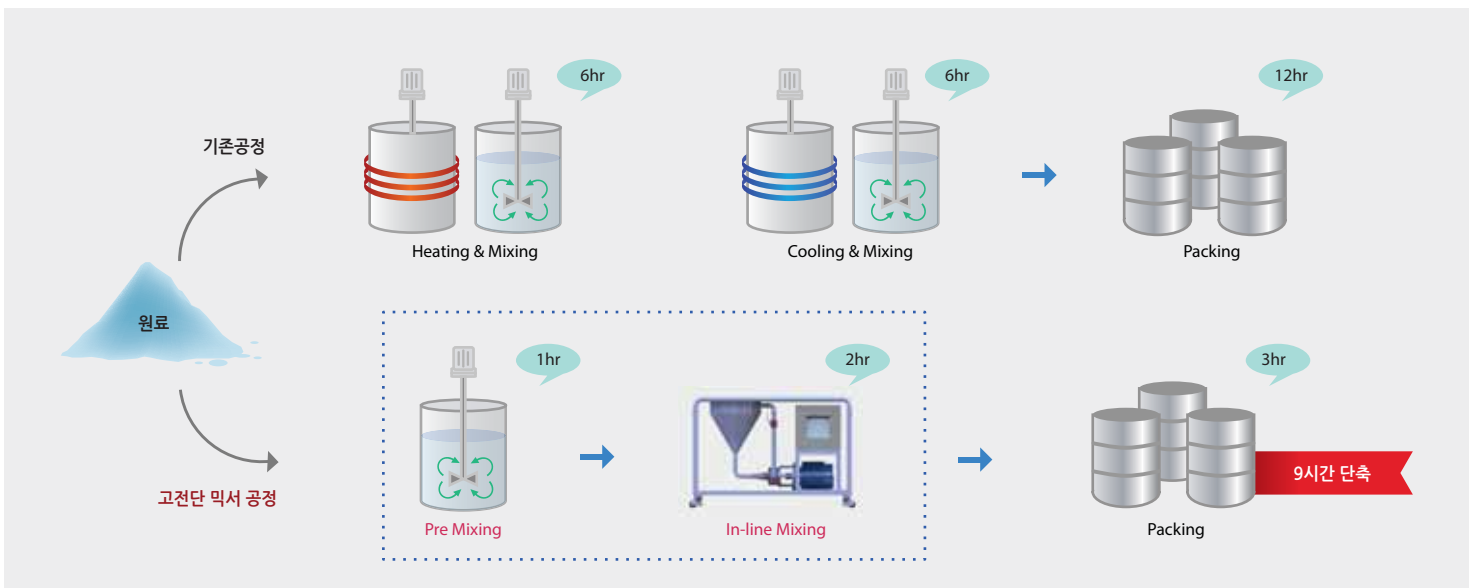 기존공정
6hr
Heating & Mixing
6hr
Cooling & Mixing
12hr
Packing
원료
고전단 믹서 공정
1hr
Pre Mixing
2hr
In-line Mixing
3hr
Packing
9시간 단축